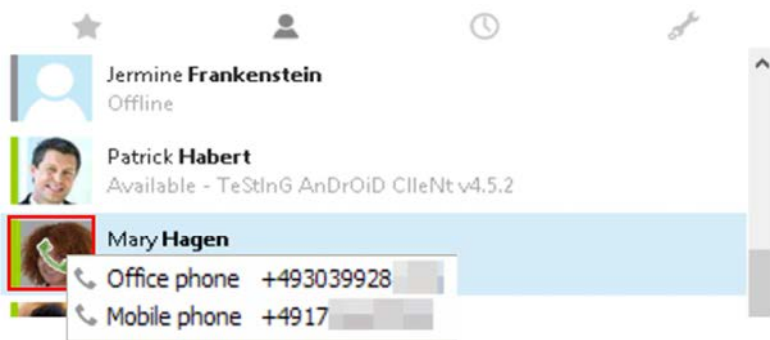 Jermine Frankenstein
Offline
Patrick Habert
Available - TeStInG AnDrOiD ClIeNt v4.5.2
Mary Hagen
Office phone +493039928
Mobile phone +4917